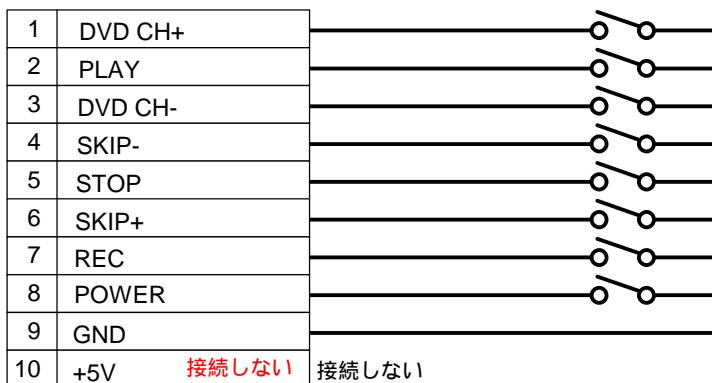 1 DVD CH+
2 PLAY
3 DVD CH-
4 SKIP-
5 STOP
6 SKIP+
7 REC
8 POWER
9 GND
10 +5V 接続しない 接続しない